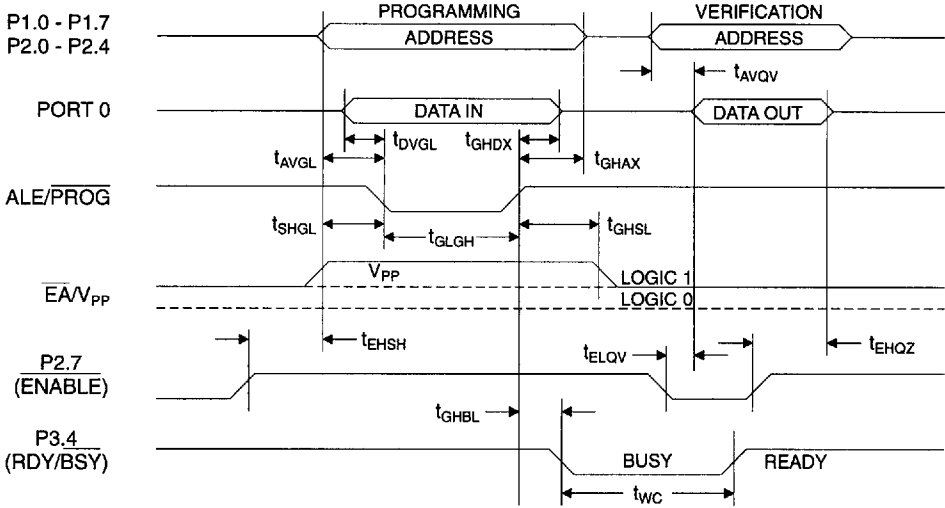 PROGRAMMING
VERIFICATION
P1.0 - P1.7
P2.0 - P2.4
ADDRESS
ADDRESS
tAVQV
PORT 0
DATA IN
DATA OUT
tDVGL
tGHDX
tAVGL
tGHAX
ALE/PROG
tSHGL
tGLGH
tGHSL
VPP
LOGIC 1
EA/VPP
LOGIC 0
tEHSH
tELQV
tEHQZ
P2.7
(ENABLE)
tGHBL
P3.4
(RDY/BSY)
BUSY
READY
tWC